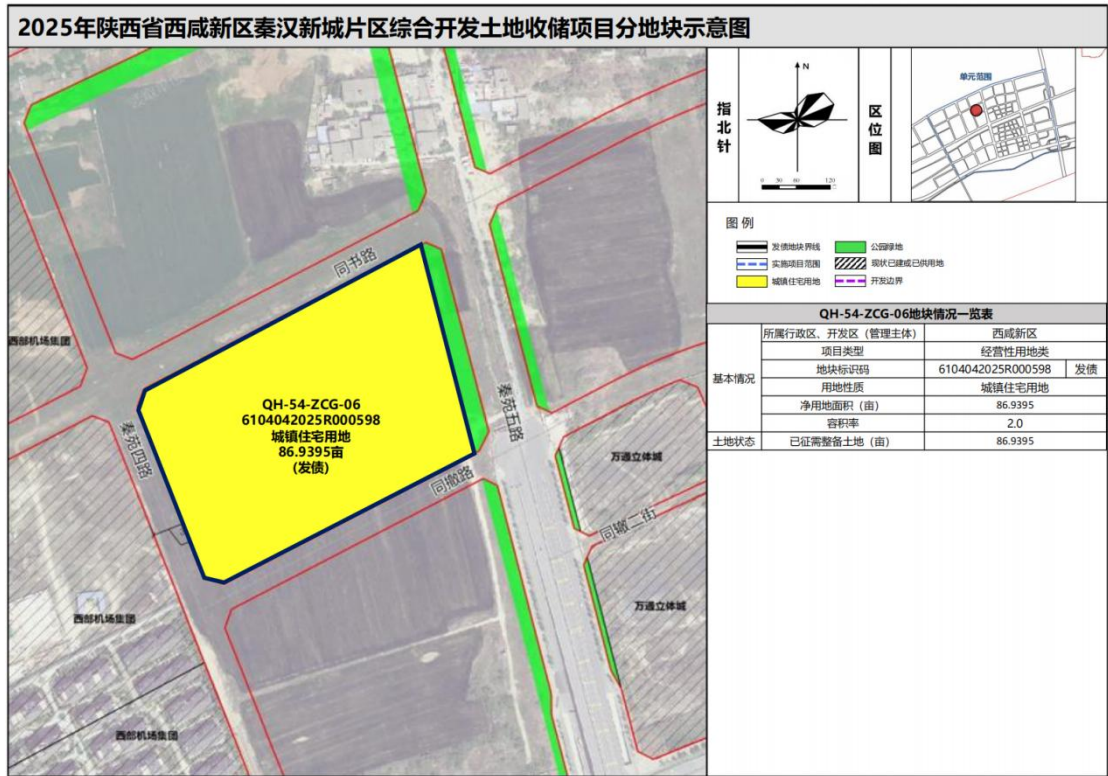 2025年陕西省西咸新区秦汉新城片区综合开发土地收储项目分地块示意图
指北针
N
0 30 60 120
区位图
单元范围
图 例
发债地块界线
公园绿地
实施项目范围
现状已建成已供用地
城镇住宅用地
开发边界
QH-54-ZCG-06地块情况一览表
基本情况
所属行政区、开发区（管理主体） 西咸新区
项目类型 经营性用地类
地块标识码 6104042025R000598 发债
用地性质 城镇住宅用地
净用地面积（亩） 86.9395
容积率 2.0
土地状态 已征需整备土地（亩） 86.9395
同书路
西部机场集团
QH-54-ZCG-06
6104042025R000598
城镇住宅用地
86.9395亩
(发债)
秦苑四路
秦苑五路
同撤路
万通立体城
同辙二街
万通立体城
西部机场集团
西部机场集团